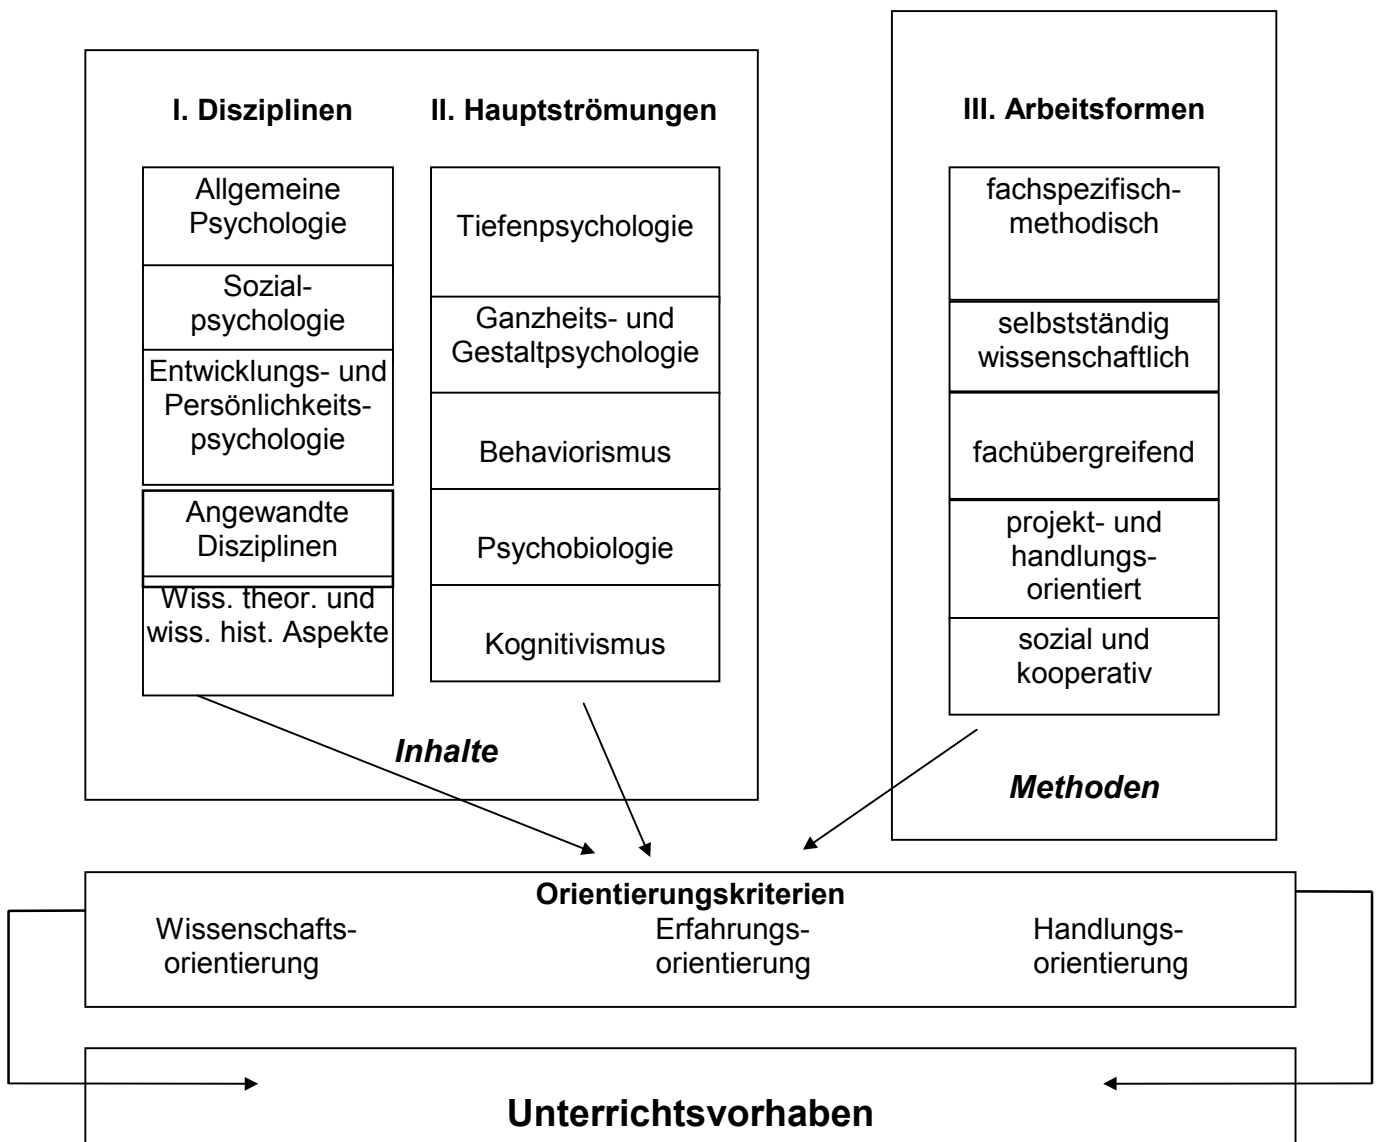 I. Disziplinen
Allgemeine
Psychologie
Sozial-
psychologie
Entwicklungs- und
Persönlichkeits-
psychologie
Angewandte
Disziplinen
Wiss. theor. und
wiss. hist. Aspekte
II. Hauptströmungen
Tiefenpsychologie
Ganzheits- und
Gestaltpsychologie
Behaviorismus
Psychobiologie
Kognitivismus
Inhalte
III. Arbeitsformen
fachspezifisch-
methodisch
selbstständig
wissenschaftlich
fachübergreifend
projekt- und
handlungs-
orientiert
sozial und
kooperativ
Methoden
Orientierungskriterien
Wissenschafts-
orientierung
Erfahrungs-
orientierung
Handlungs-
orientierung
Unterrichtsvorhaben